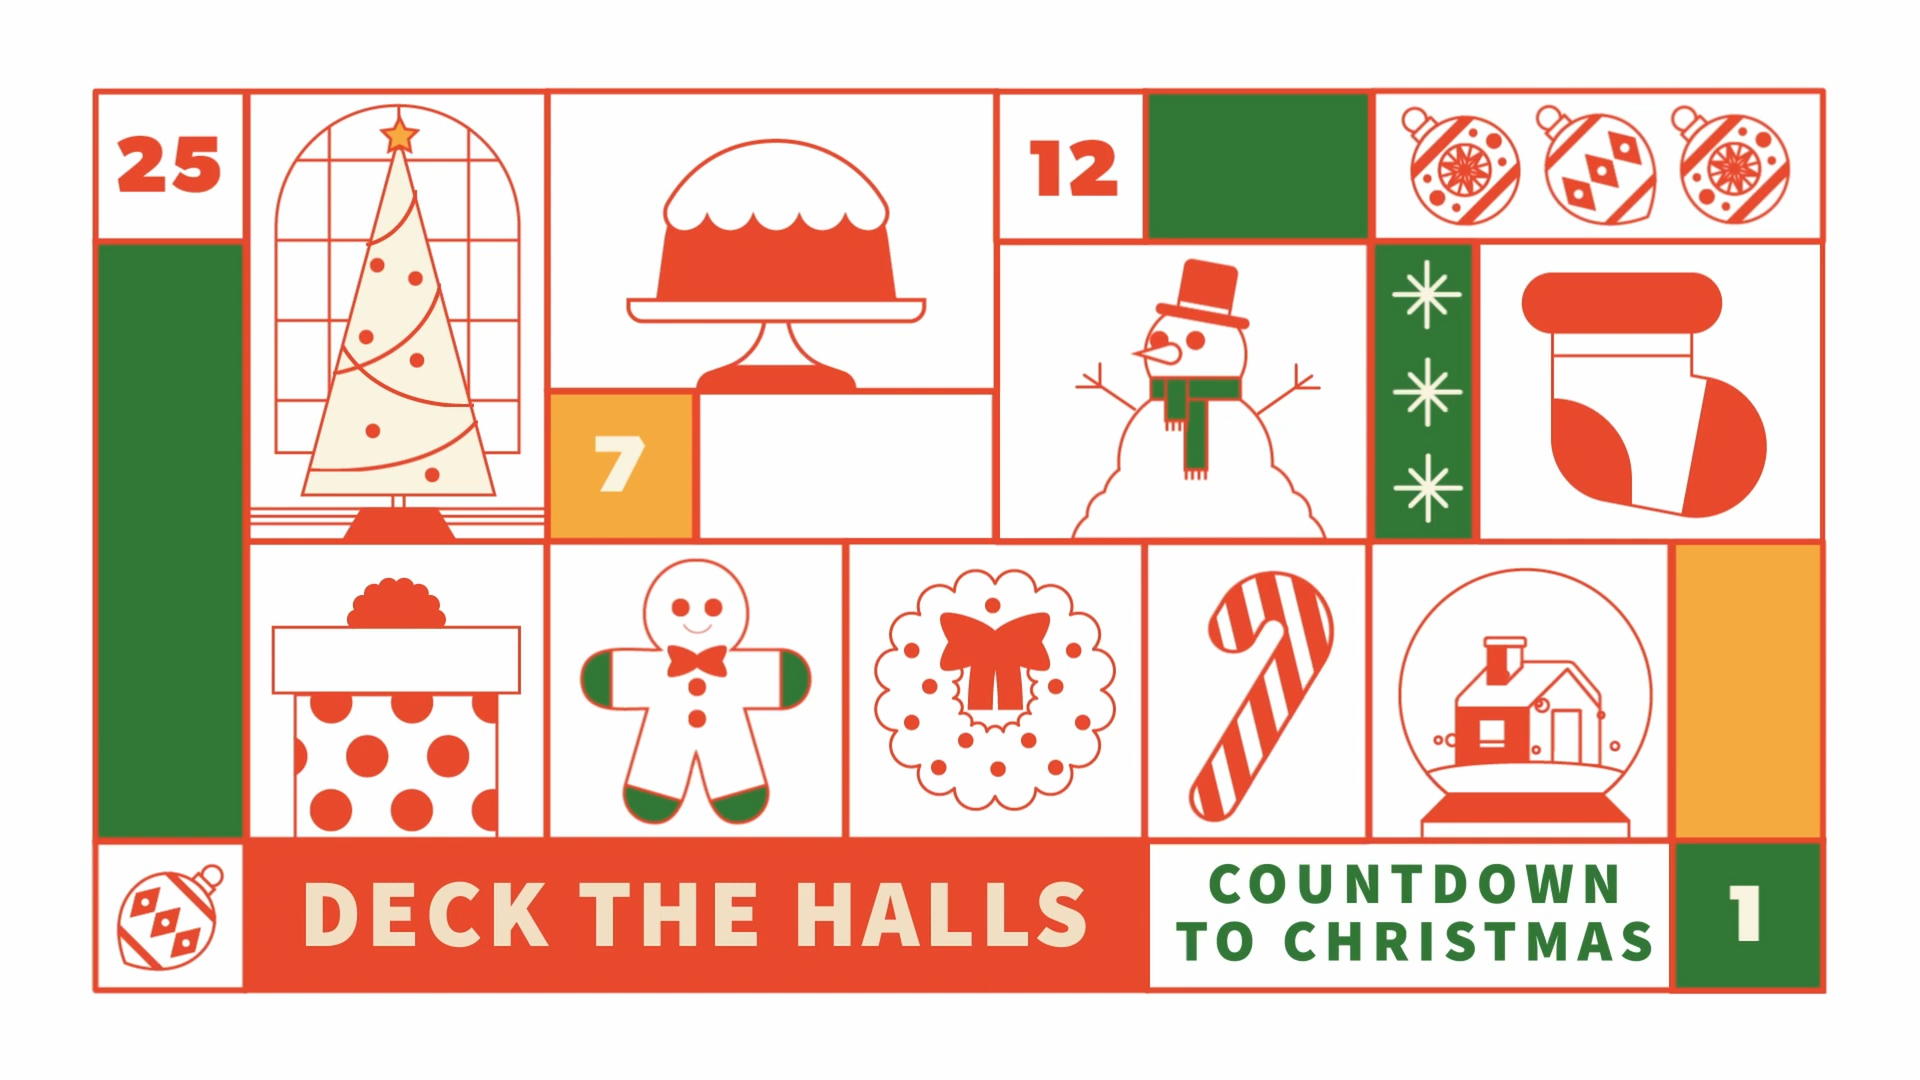 25
12
7
DECK THE HALLS
COUNTDOWN
TO CHRISTMAS
1